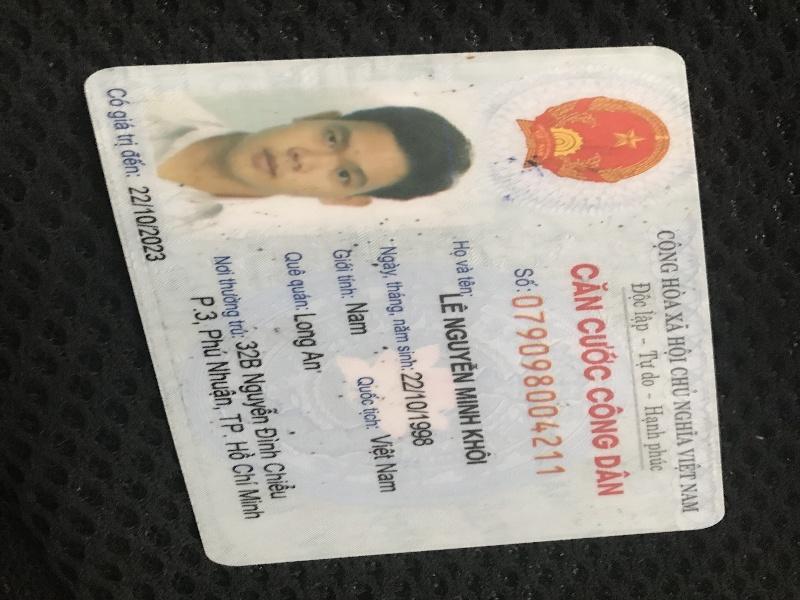 CỘNG HÒA XÃ HỘI CHỦ NGHĨA VIỆT NAM
Độc lập - Tự do - Hạnh phúc
CĂN CƯỚC CÔNG DÂN
Số: 079098004211
Họ và tên: LÊ NGUYỄN MINH KHÔI
Ngày, tháng, năm sinh: 22/10/1998
Giới tính: Nam Quốc tịch: Việt Nam
Quê quán: Long An
Nơi thường trú: 32B Nguyễn Đình Chiểu
P.3, Phú Nhuận, TP. Hồ Chí Minh
Có giá trị đến: 22/10/2023